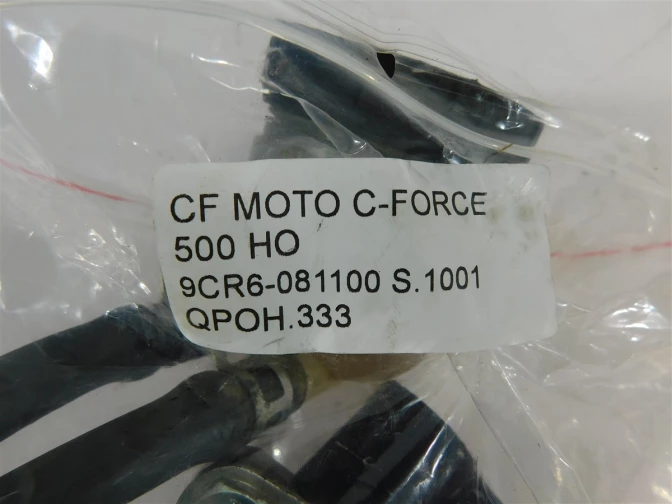 CF MOTO C-FORCE
500 HO
9CR6-081100 S.1001
QPOH.333